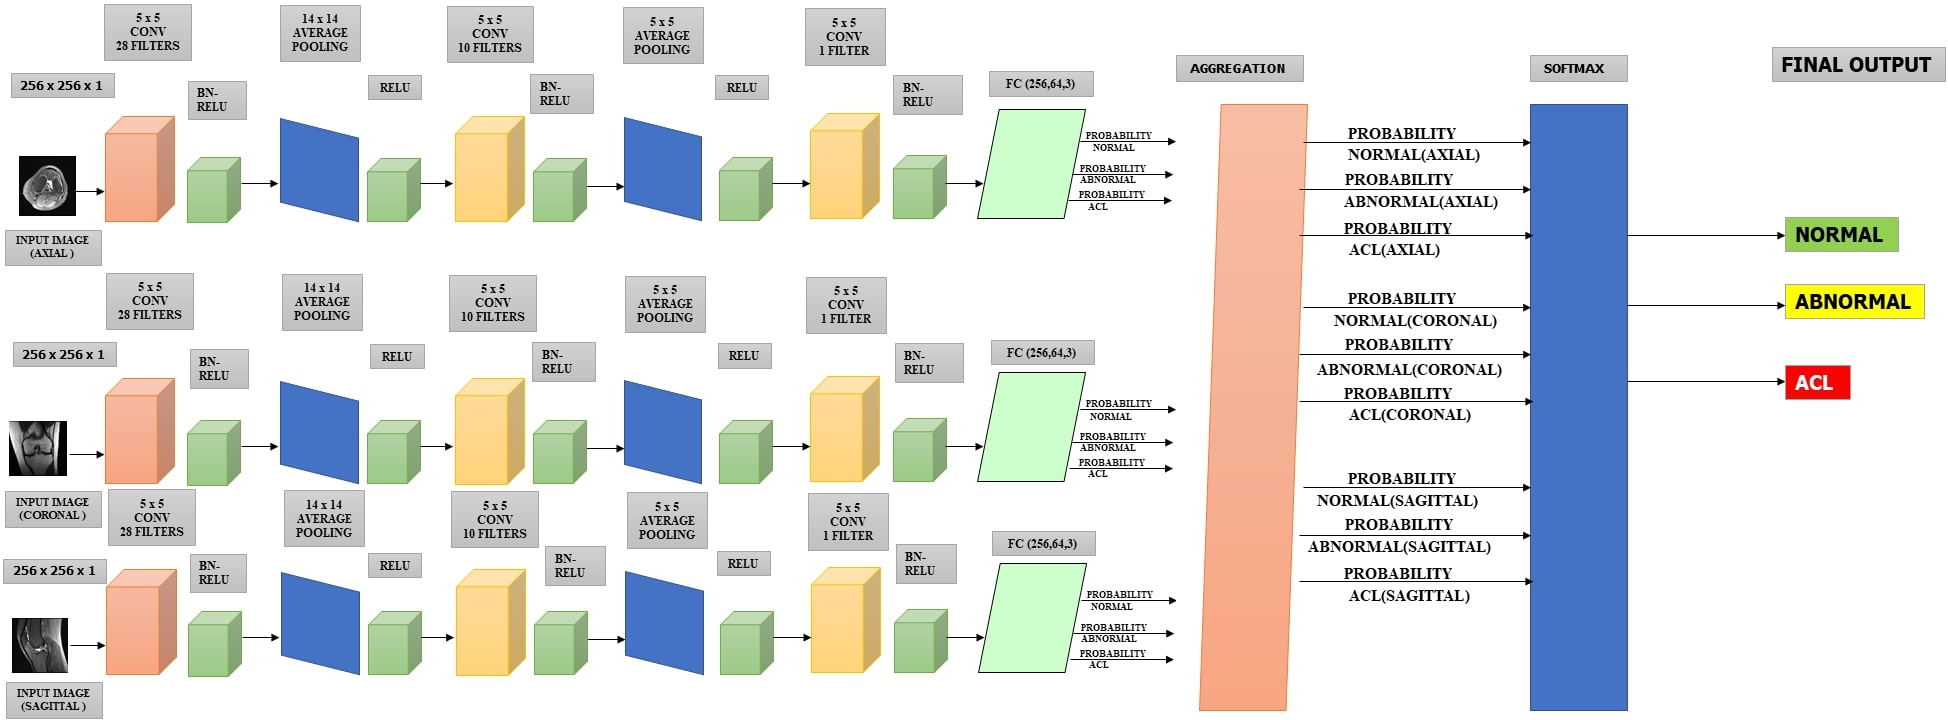 5 x 5
CONV
28 FILTERS
14 x 14
AVERAGE
POOLING
5 x 5
CONV
10 FILTERS
5 x 5
AVERAGE
POOLING
5 x 5
CONV
1 FILTER
256 x 256 x 1
BN-
RELU
RELU
BN-
RELU
RELU
BN-
RELU
FC (256,64,3)
PROBABILITY
NORMAL
PROBABILITY
ABNORMAL
PROBABILITY
ACL
INPUT IMAGE
(AXIAL )
5 x 5
CONV
28 FILTERS
14 x 14
AVERAGE
POOLING
5 x 5
CONV
10 FILTERS
5 x 5
AVERAGE
POOLING
5 x 5
CONV
1 FILTER
256 x 256 x 1
BN-
RELU
RELU
BN-
RELU
RELU
BN-
RELU
FC (256,64,3)
PROBABILITY
NORMAL
PROBABILITY
ABNORMAL
PROBABILITY
ACL
INPUT IMAGE
(CORONAL )
5 x 5
CONV
28 FILTERS
14 x 14
AVERAGE
POOLING
5 x 5
CONV
10 FILTERS
5 x 5
AVERAGE
POOLING
5 x 5
CONV
1 FILTER
256 x 256 x 1
BN-
RELU
RELU
BN-
RELU
RELU
BN-
RELU
FC (256,64,3)
PROBABILITY
NORMAL
PROBABILITY
ABNORMAL
PROBABILITY
ACL
INPUT IMAGE
(SAGITTAL )
AGGREGATION
PROBABILITY
NORMAL(AXIAL)
PROBABILITY
ABNORMAL(AXIAL)
PROBABILITY
ACL(AXIAL)
PROBABILITY
NORMAL(CORONAL)
PROBABILITY
ABNORMAL(CORONAL)
PROBABILITY
ACL(CORONAL)
PROBABILITY
NORMAL(SAGITTAL)
PROBABILITY
ABNORMAL(SAGITTAL)
PROBABILITY
ACL(SAGITTAL)
SOFTMAX
FINAL OUTPUT
NORMAL
ABNORMAL
ACL